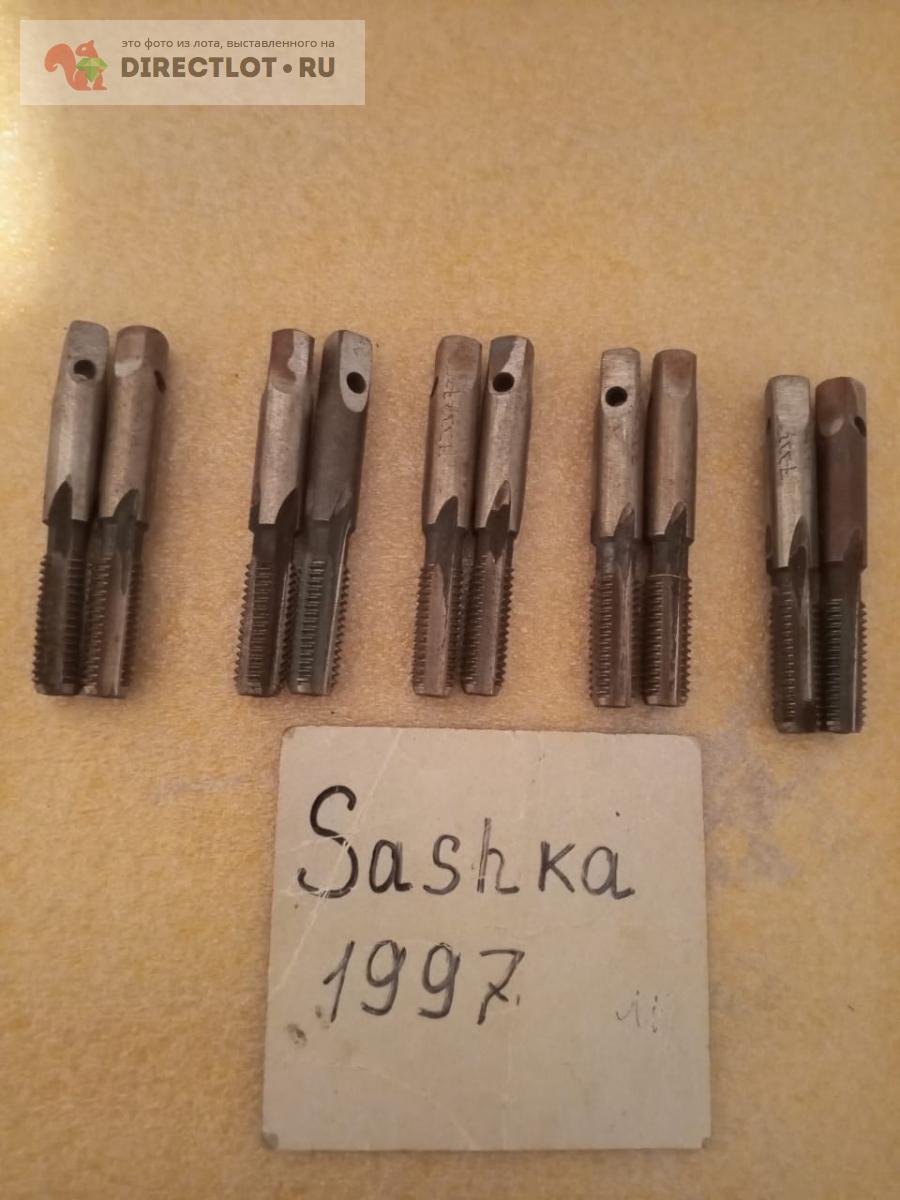 это фото из лота, выставленного на
DIRECTLOT•RU
Sashka
1997